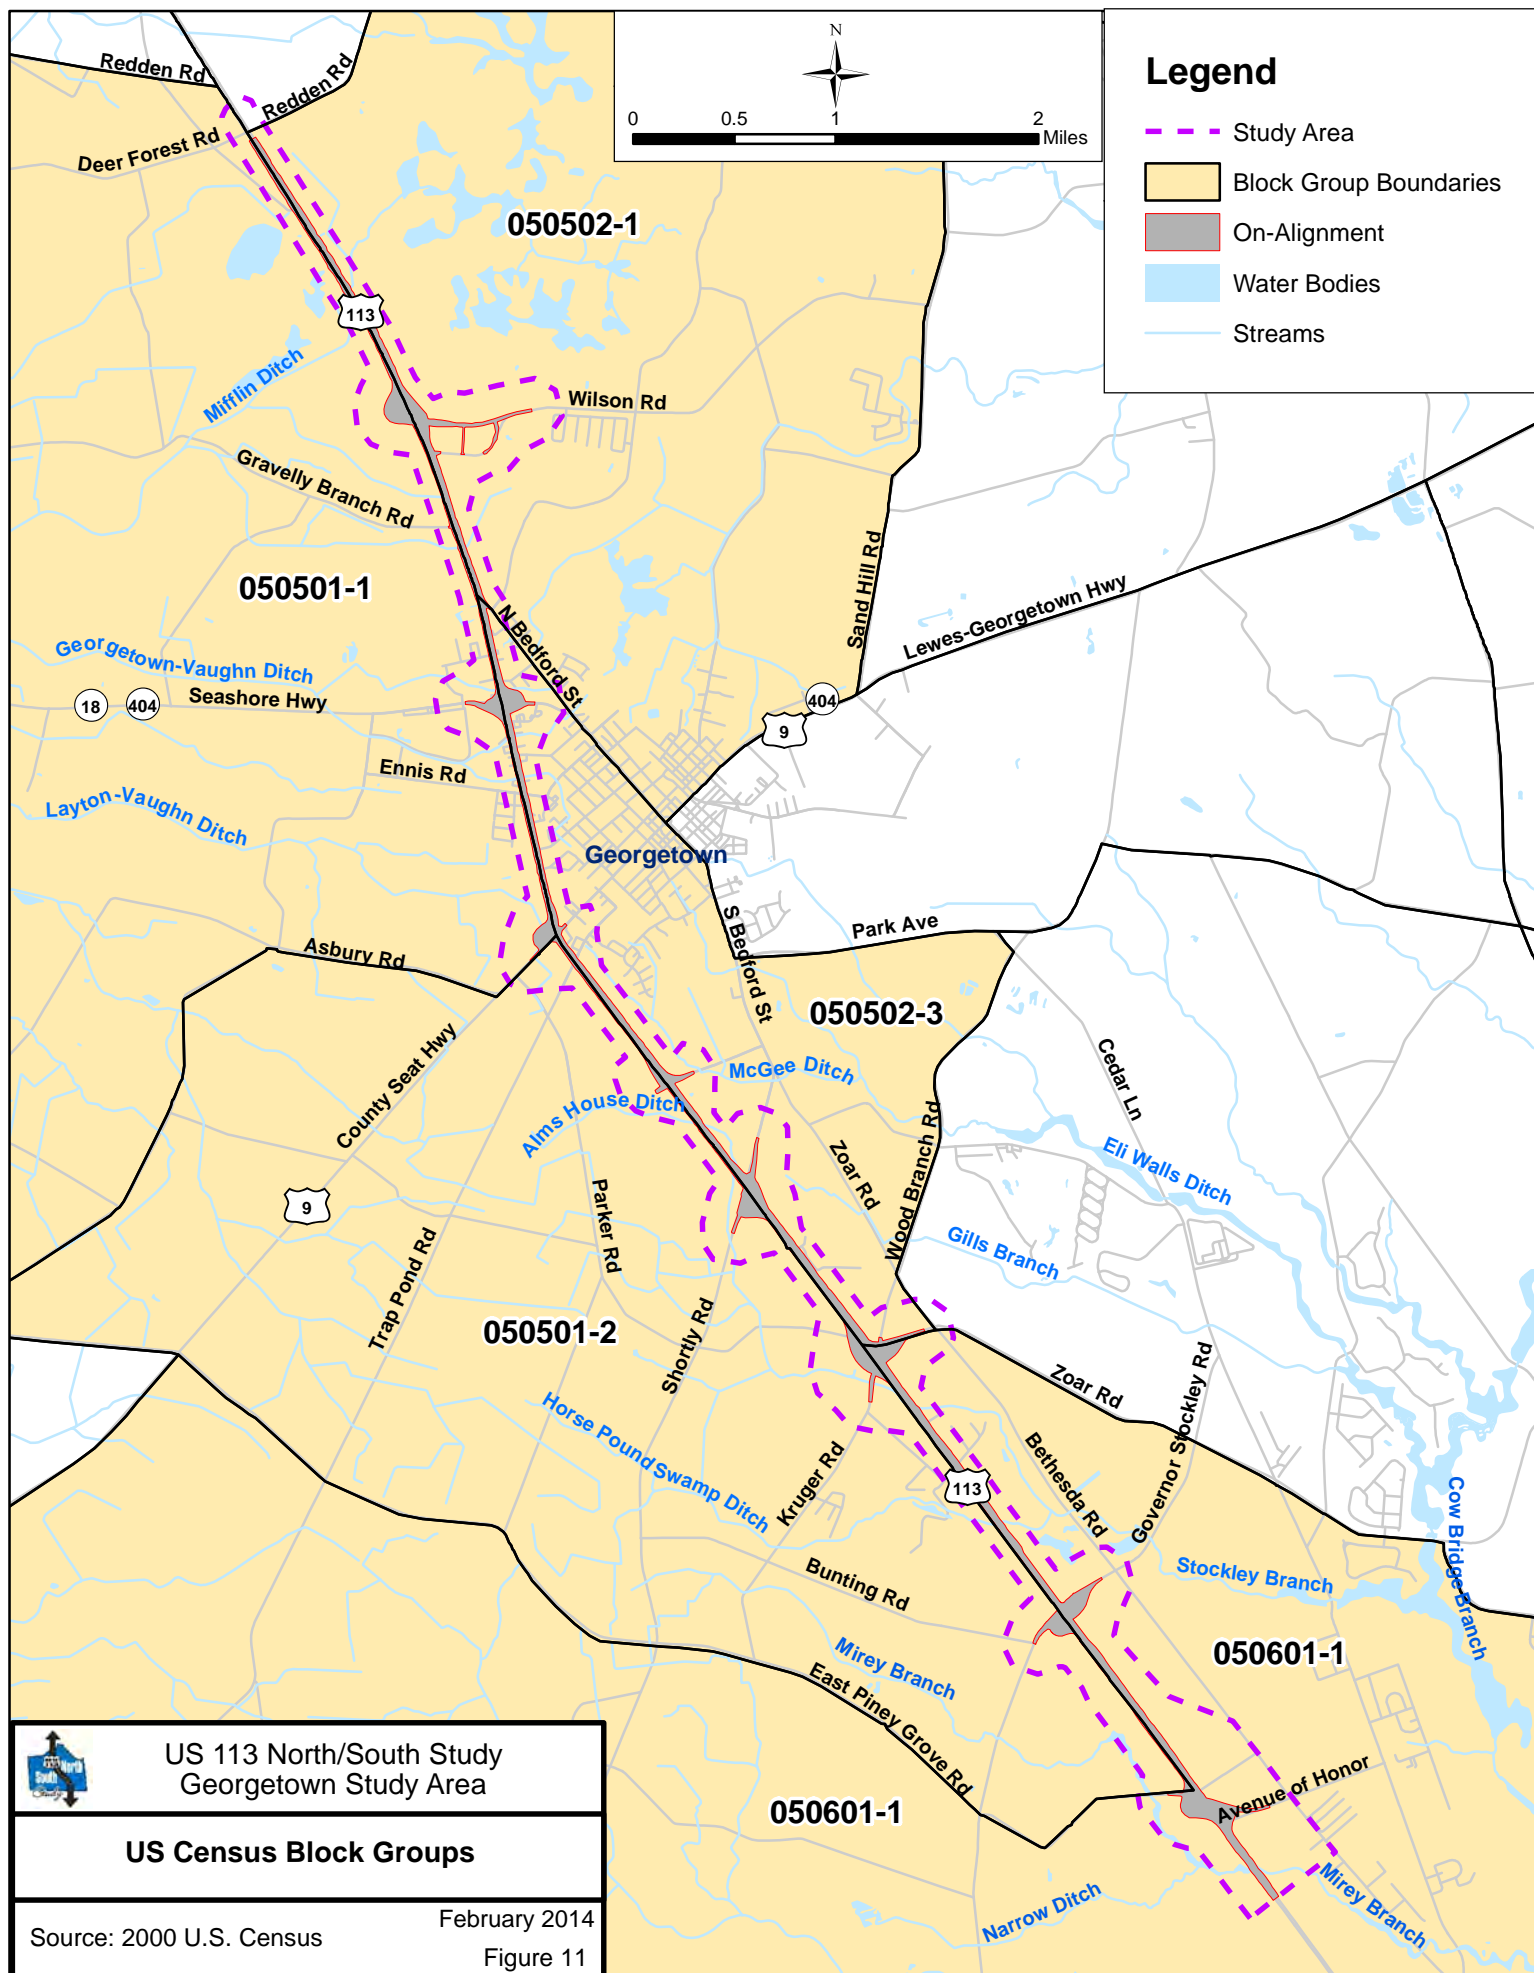 N
0 0.5 1 2
Miles
Legend
Study Area
Block Group Boundaries
On-Alignment
Water Bodies
Streams
Redden Rd
Redden Rd
Deer Forest Rd
050502-1
113
Mifflin Ditch
Wilson Rd
Gravelly Branch Rd
050501-1
Sand Hill Rd
Lewes-Georgetown Hwy
N Bedford St
Georgetown-Vaughn Ditch
18
404
Seashore Hwy
404
9
Ennis Rd
Layton-Vaughn Ditch
Georgetown
S Bedford St
Park Ave
Asbury Rd
050502-3
County Seat Hwy
McGee Ditch
Cedar Ln
Alms House Ditch
Zoar Rd
Wood Branch Rd
Eli Walls Ditch
9
Parker Rd
Gills Branch
Trap Pond Rd
050501-2
Shortly Rd
Zoar Rd
Governor Stockley Rd
Horse Pound Swamp Ditch
Kruger Rd
113
Bethesda Rd
Cow Bridge Branch
Bunting Rd
Stockley Branch
Mirey Branch
050601-1
East Piney Grove Rd
Avenue of Honor
050601-1
Narrow Ditch
Mirey Branch
North
South
Study
US 113 North/South Study
Georgetown Study Area
US Census Block Groups
Source: 2000 U.S. Census
February 2014
Figure 11